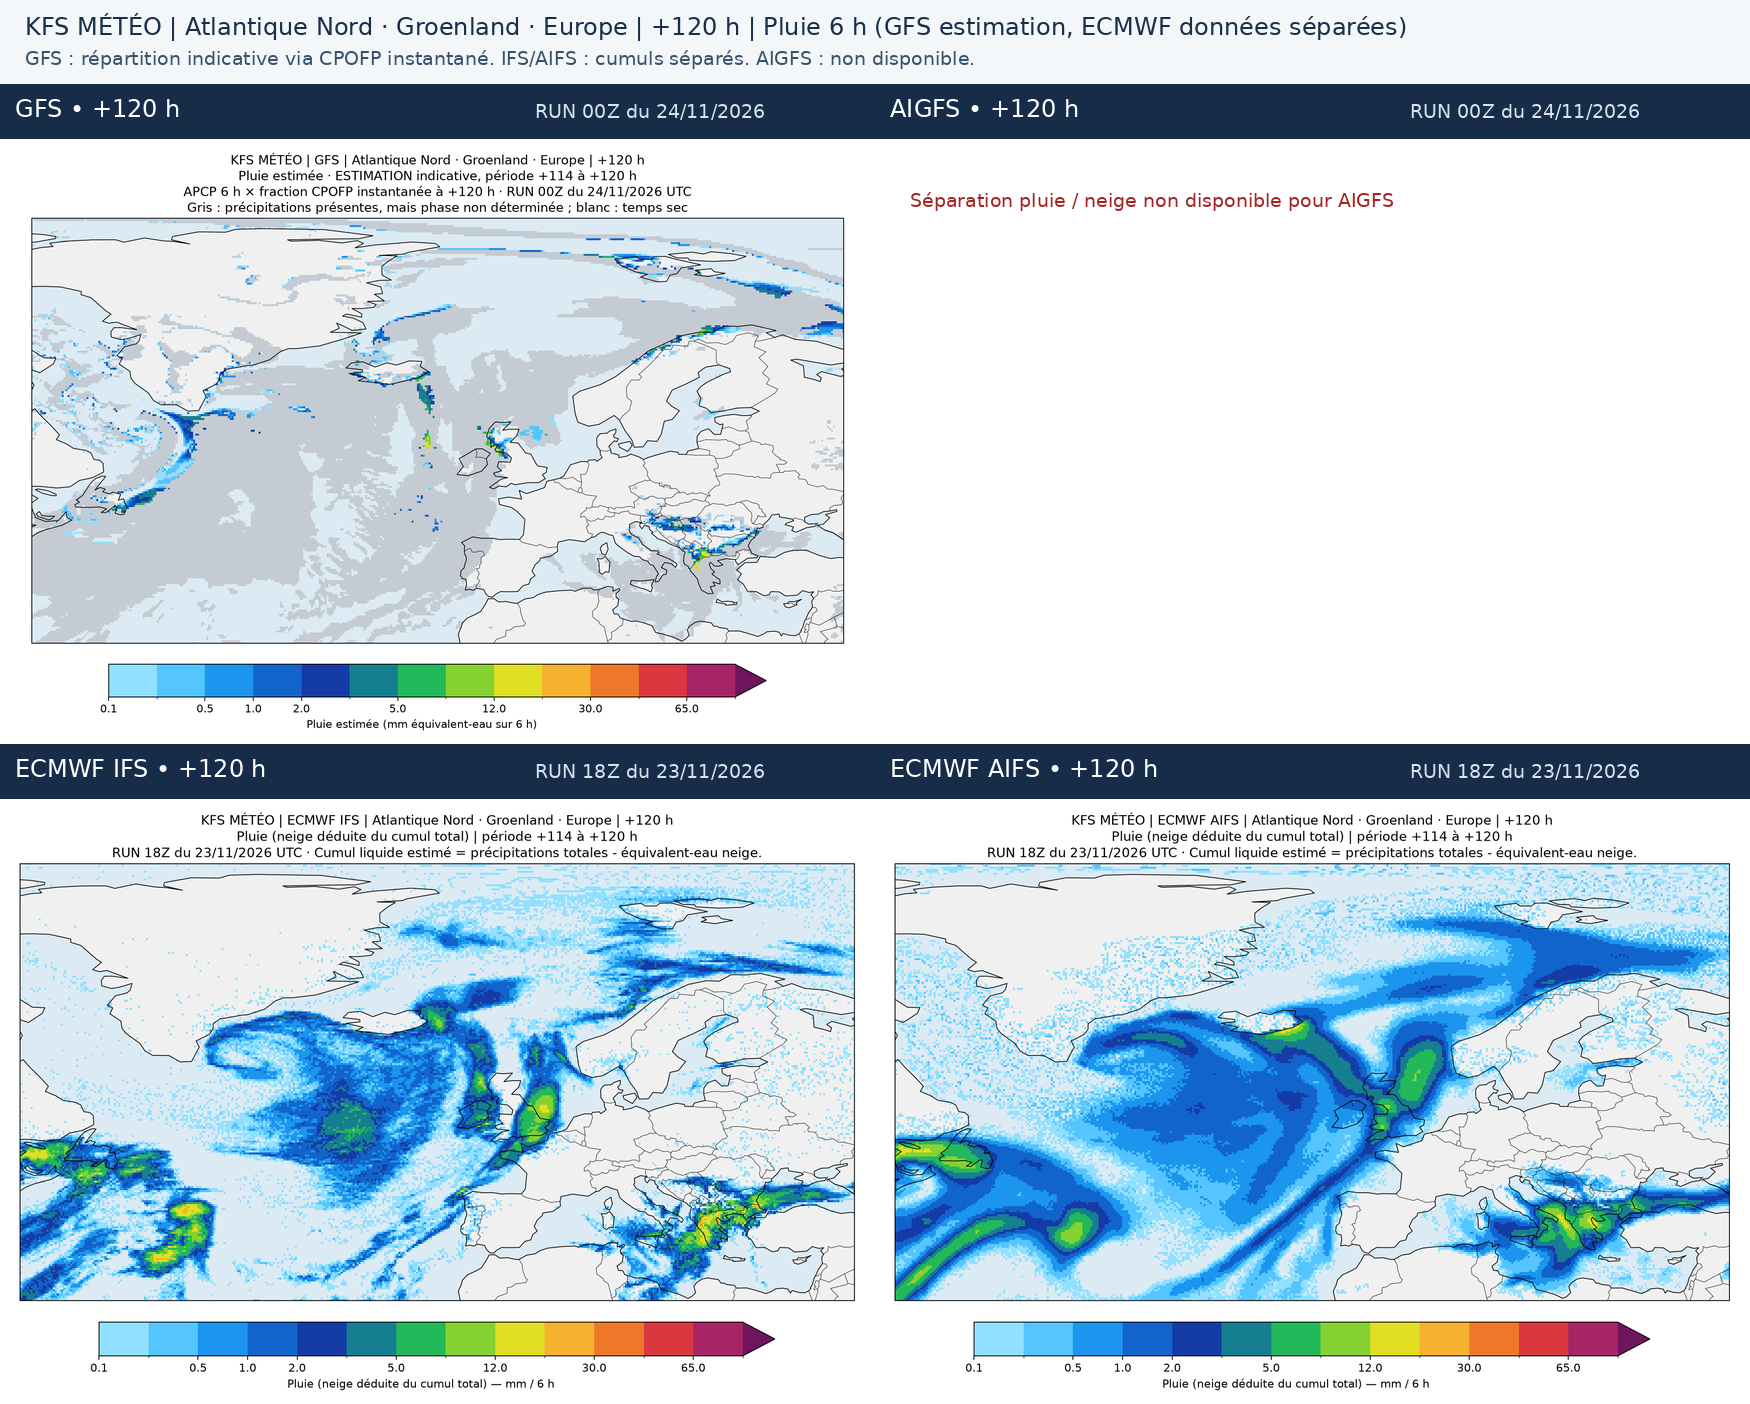 KFS MÉTÉO | Atlantique Nord · Groenland · Europe | +120 h | Pluie 6 h (GFS estimation, ECMWF données séparées)
GFS : répartition indicative via CPOFP instantané. IFS/AIFS : cumuls séparés. AIGFS : non disponible.
GFS • +120 h
RUN 00Z du 24/11/2026
AIGFS • +120 h
RUN 00Z du 24/11/2026
KFS MÉTÉO | GFS | Atlantique Nord · Groenland · Europe | +120 h
Pluie estimée · ESTIMATION indicative, période +114 à +120 h
APCP 6 h × fraction CPOFP instantanée à +120 h · RUN 00Z du 24/11/2026 UTC
Gris : précipitations présentes, mais phase non déterminée ; blanc : temps sec
Séparation pluie / neige non disponible pour AIGFS
0.1 0.5 1.0 2.0 5.0 12.0 30.0 65.0
Pluie estimée (mm équivalent-eau sur 6 h)
ECMWF IFS • +120 h
RUN 18Z du 23/11/2026
ECMWF AIFS • +120 h
RUN 18Z du 23/11/2026
KFS MÉTÉO | ECMWF IFS | Atlantique Nord · Groenland · Europe | +120 h
Pluie (neige déduite du cumul total) | période +114 à +120 h
RUN 18Z du 23/11/2026 UTC · Cumul liquide estimé = précipitations totales - équivalent-eau neige.
0.1 0.5 1.0 2.0 5.0 12.0 30.0 65.0
Pluie (neige déduite du cumul total) — mm / 6 h
KFS MÉTÉO | ECMWF AIFS | Atlantique Nord · Groenland · Europe | +120 h
Pluie (neige déduite du cumul total) | période +114 à +120 h
RUN 18Z du 23/11/2026 UTC · Cumul liquide estimé = précipitations totales - équivalent-eau neige.
0.1 0.5 1.0 2.0 5.0 12.0 30.0 65.0
Pluie (neige déduite du cumul total) — mm / 6 h